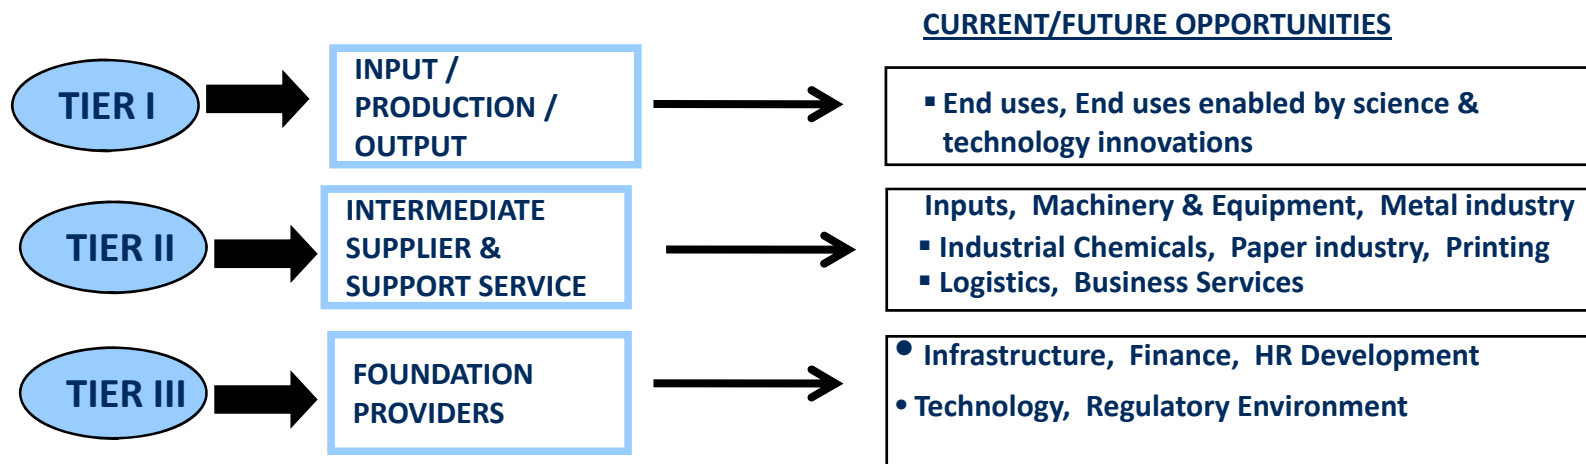 CURRENT/FUTURE OPPORTUNITIES
TIER I
INPUT /
PRODUCTION /
OUTPUT
▪ End uses, End uses enabled by science &
technology innovations
TIER II
INTERMEDIATE
SUPPLIER &
SUPPORT SERVICE
Inputs, Machinery & Equipment, Metal industry
▪ Industrial Chemicals, Paper industry, Printing
▪ Logistics, Business Services
TIER III
FOUNDATION
PROVIDERS
• Infrastructure, Finance, HR Development
• Technology, Regulatory Environment